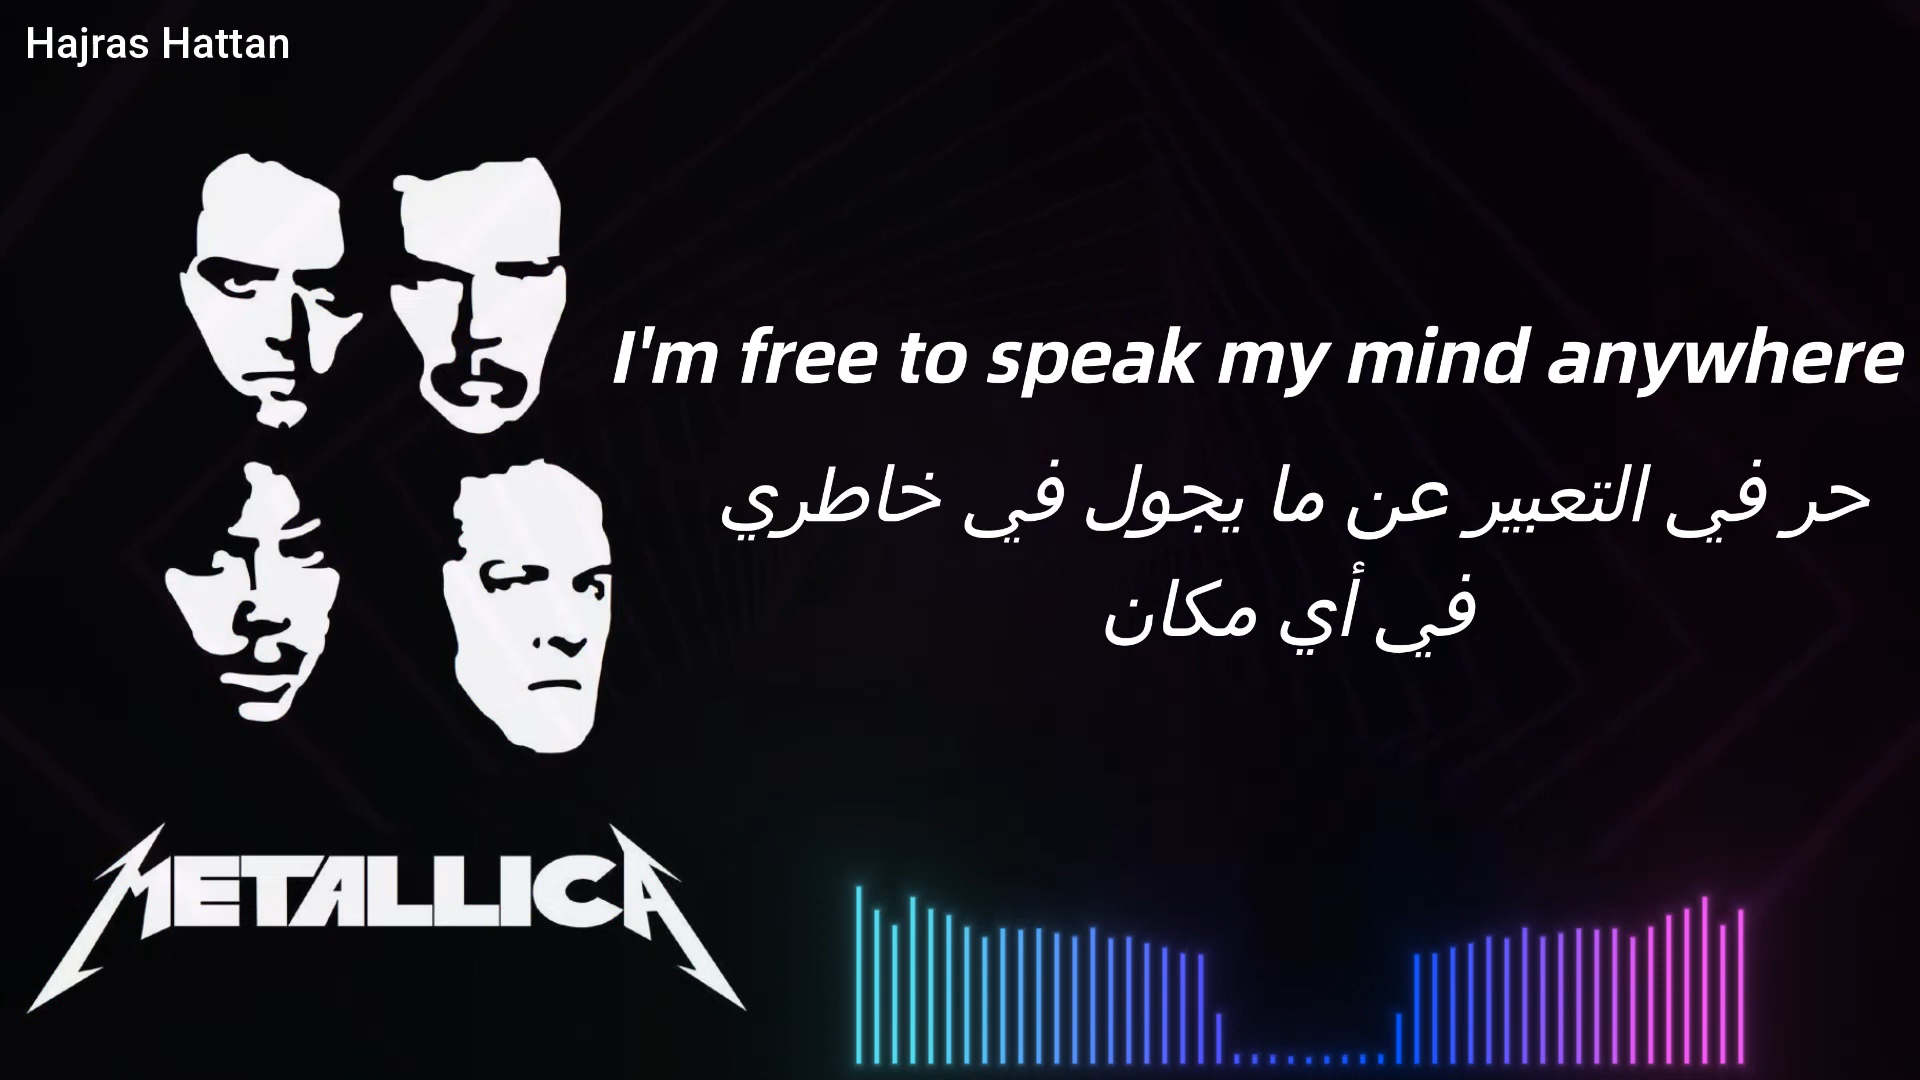 Hajras Hattan
I'm free to speak my mind anywhere
حر في التعبير عن ما يجول في خاطري
في أي مكان
METALLICA